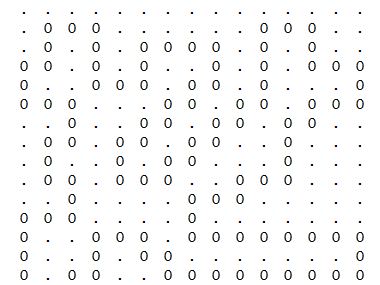 . . . . . . . . . . . . . . .
. 0 0 0 . . . . . . 0 0 0 . .
. 0 . 0 . 0 0 0 0 . 0 . 0 . .
0 0 . 0 . 0 . . 0 . 0 . 0 0 0
0 . . 0 0 0 . 0 0 . 0 . . . 0
0 0 0 . . . 0 0 . 0 0 . 0 0 0
. . 0 . . 0 0 . 0 0 . 0 0 . .
. 0 0 . 0 . 0 0 . . . 0 . . .
. 0 . . 0 . 0 0 . . . 0 . . .
. 0 0 . 0 0 0 . . 0 0 0 . . .
. . 0 . . . . 0 0 0 . . . . .
0 0 0 . . . . 0 . . . . . . .
0 . . 0 0 0 . 0 0 0 0 0 0 0 0
0 . . 0 . 0 0 . . . . . . . 0
0 . 0 0 . . 0 0 0 0 0 0 0 0 0